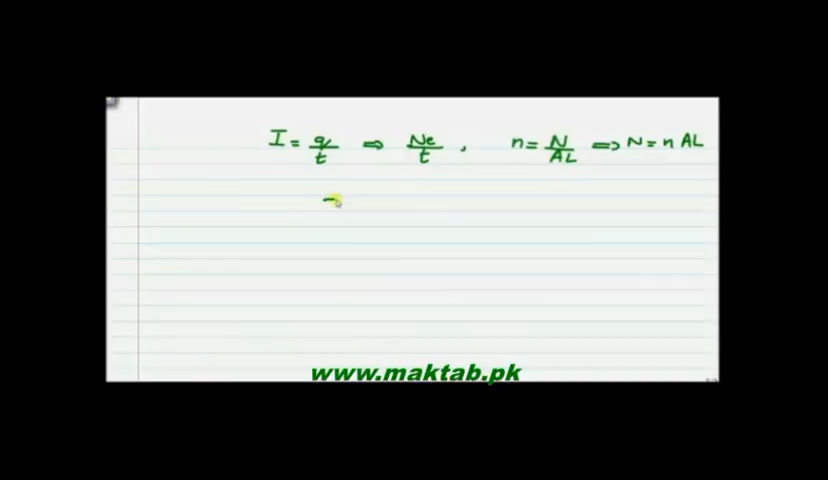 I = q/t ⇒ Ne/t , n = N/AL ⇒ N = n AL
www.maktab.pk